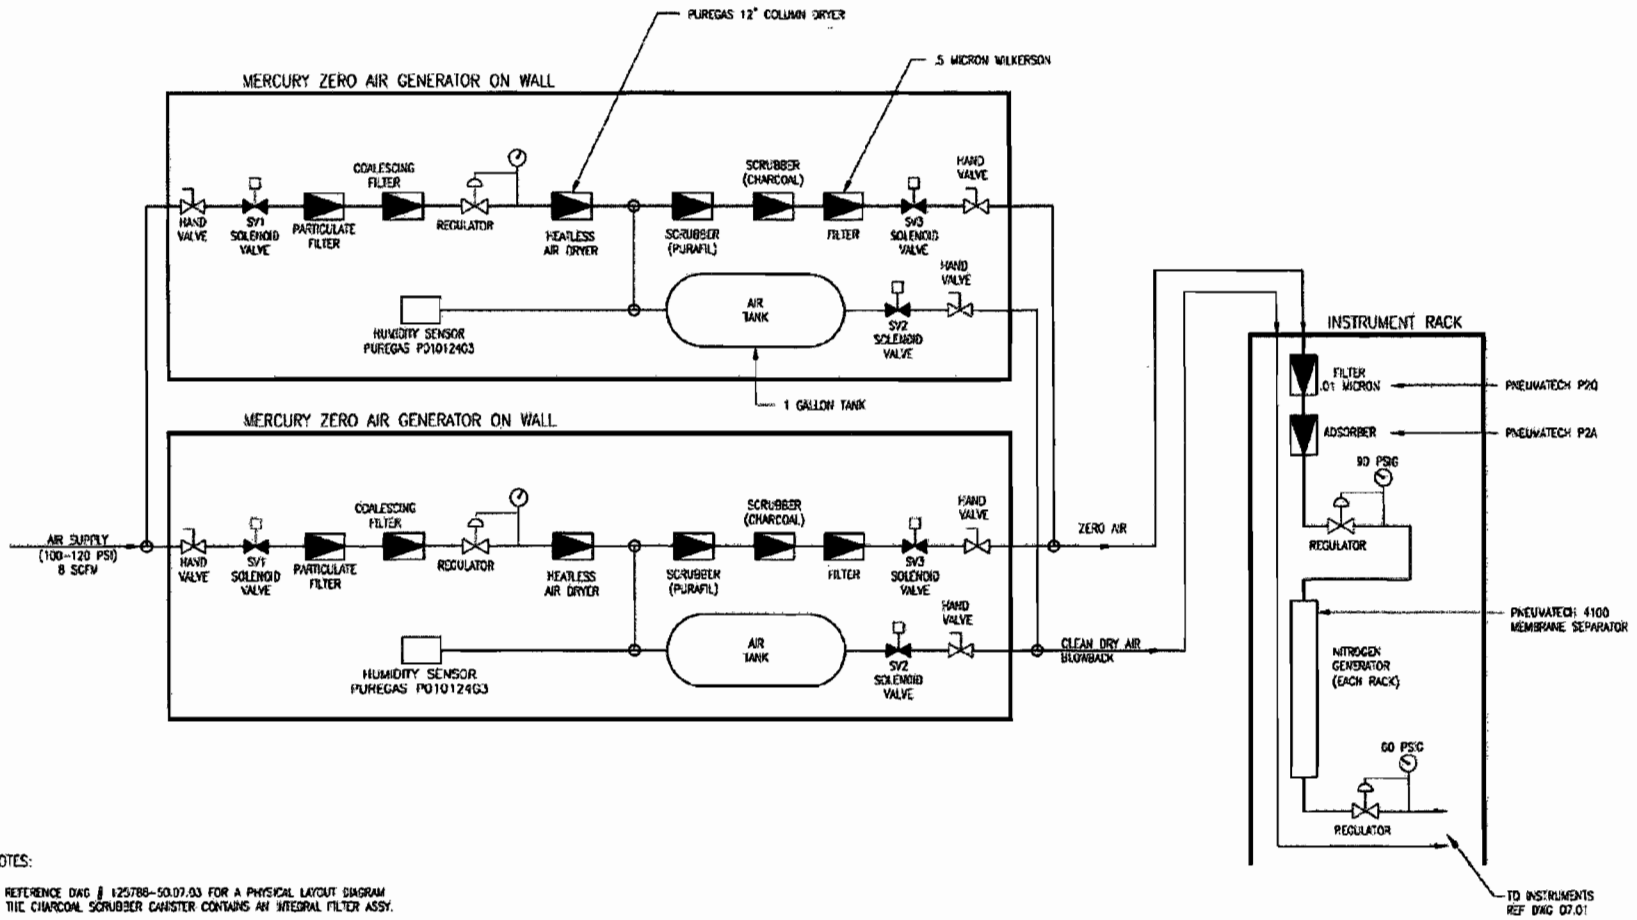 PUREGAS 12" COLUMN DRYER
.5 MICRON WILKERSON
MERCURY ZERO AIR GENERATOR ON WALL
COALESCING
FILTER
SCRUBBER
(CHARCOAL)
HAND
VALVE
HAND
VALVE
SV1
SOLENOID
VALVE
PARTICULATE
FILTER
REGULATOR
HEATLESS
AIR DRYER
SCRUBBER
(PURAFIL)
FILTER
SV3
SOLENOID
VALVE
HAND
VALVE
AIR
TANK
HUMIDITY SENSOR
PUREGAS P01012403
SV2
SOLENOID
VALVE
1 GALLON TANK
MERCURY ZERO AIR GENERATOR ON WALL
COALESCING
FILTER
SCRUBBER
(CHARCOAL)
HAND
VALVE
AIR SUPPLY
(100-120 PSI)
8 SCFM
HAND
VALVE
SV1
SOLENOID
VALVE
PARTICULATE
FILTER
REGULATOR
HEATLESS
AIR DRYER
SCRUBBER
(PURAFIL)
FILTER
SV3
SOLENOID
VALVE
HAND
VALVE
AIR
TANK
HUMIDITY SENSOR
PUREGAS
SV2
SOLENOID
VALVE
ZERO AIR
CLEAN DRY AIR
BLOWBACK
INSTRUMENT RACK
FILTER
.01 MICRON
PNEUMATECH
ADSORBER
PNEUMATECH P2A
90 PSIG
REGULATOR
PNEUMATECH 4100
MEMBRANE SEPARATOR
NITROGEN
GENERATOR
(EACH RACK)
60 PSIG
REGULATOR
TO INSTRUMENTS
REF DWG 07.01
OTES:
REFERENCE DWG # FOR A PHYSICAL LAYOUT DIAGRAM
THE CHARCOAL SCRUBBER CANISTER CONTAINS AN INTEGRAL FILTER ASSY.